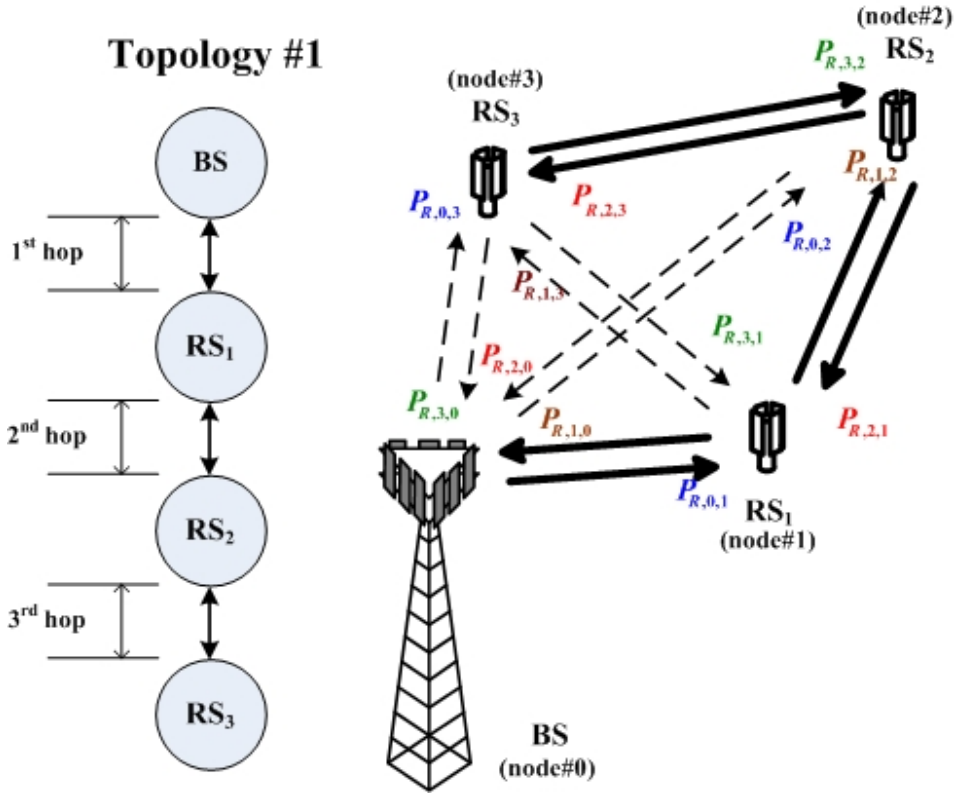 Topology #1
BS
1st hop
RS1
2nd hop
RS2
3rd hop
RS3
(node#2)
RS2
(node#3)
RS3
PR,3,2
PR,1,2
PR,0,3
PR,2,3
PR,0,2
PR,1,3
PR,3,1
PR,2,0
PR,3,0
PR,1,0
PR,2,1
PR,0,1
RS1
(node#1)
BS
(node#0)